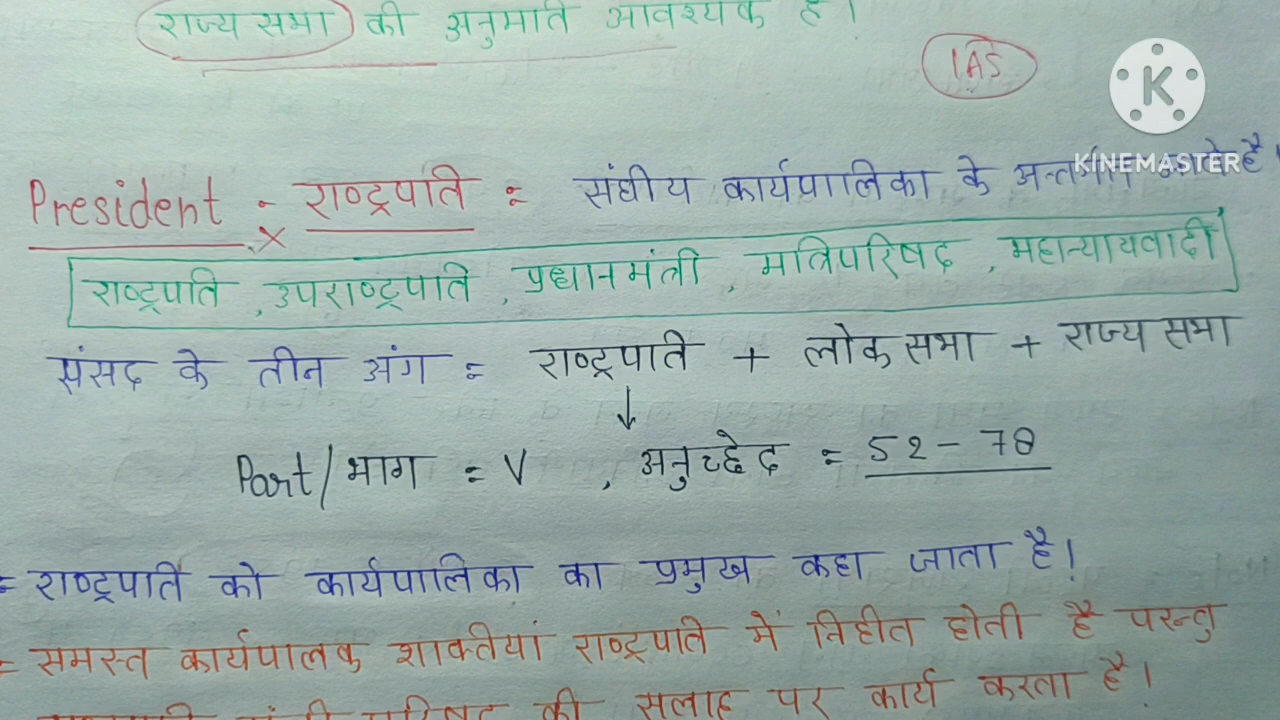 राज्य सभा की अनुमति आवश्यक है।
IAS
K
KINEMASTER
President :- राष्ट्रपति = संघीय कार्यपालिका के अन्तर्गत आते है।
राष्ट्रपति, उपराष्ट्रपति, प्रधानमंत्री, मंत्रिपरिषद, महान्यायवादी
संसद के तीन अंग = राष्ट्रपति + लोक सभा + राज्य सभा
↓
Part/भाग = V, अनुच्छेद = 52 - 78
= राष्ट्रपति को कार्यपालिका का प्रमुख कहा जाता है।
= समस्त कार्यपालक शक्तियां राष्ट्रपति में निहीत होती है परन्तु
की सलाह पर कार्य करता है।